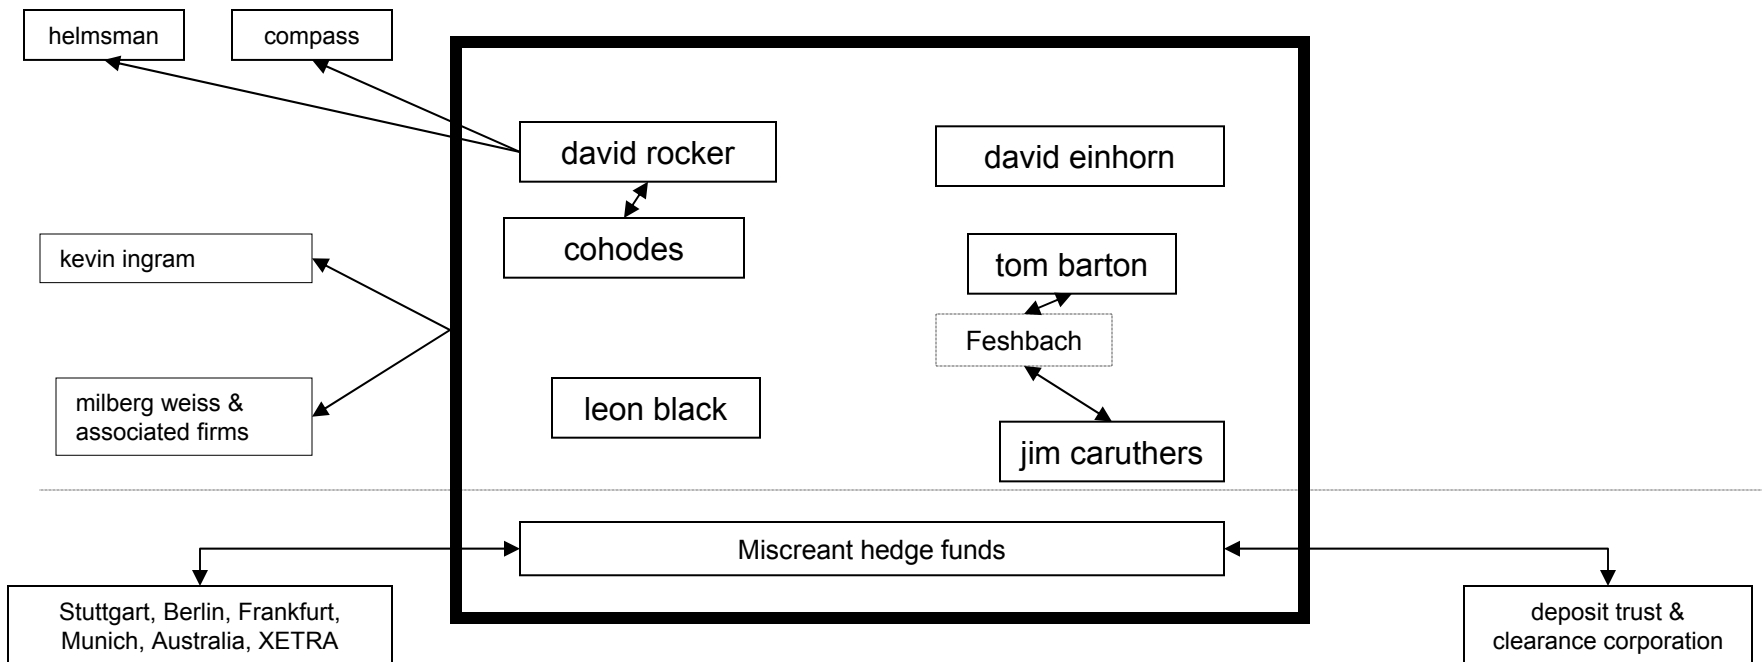 helmsman
compass
david rocker
david einhorn
cohodes
kevin ingram
tom barton
Feshbach
milberg weiss &
associated firms
leon black
jim caruthers
Miscreant hedge funds
Stuttgart, Berlin, Frankfurt,
Munich, Australia, XETRA
deposit trust &
clearance corporation